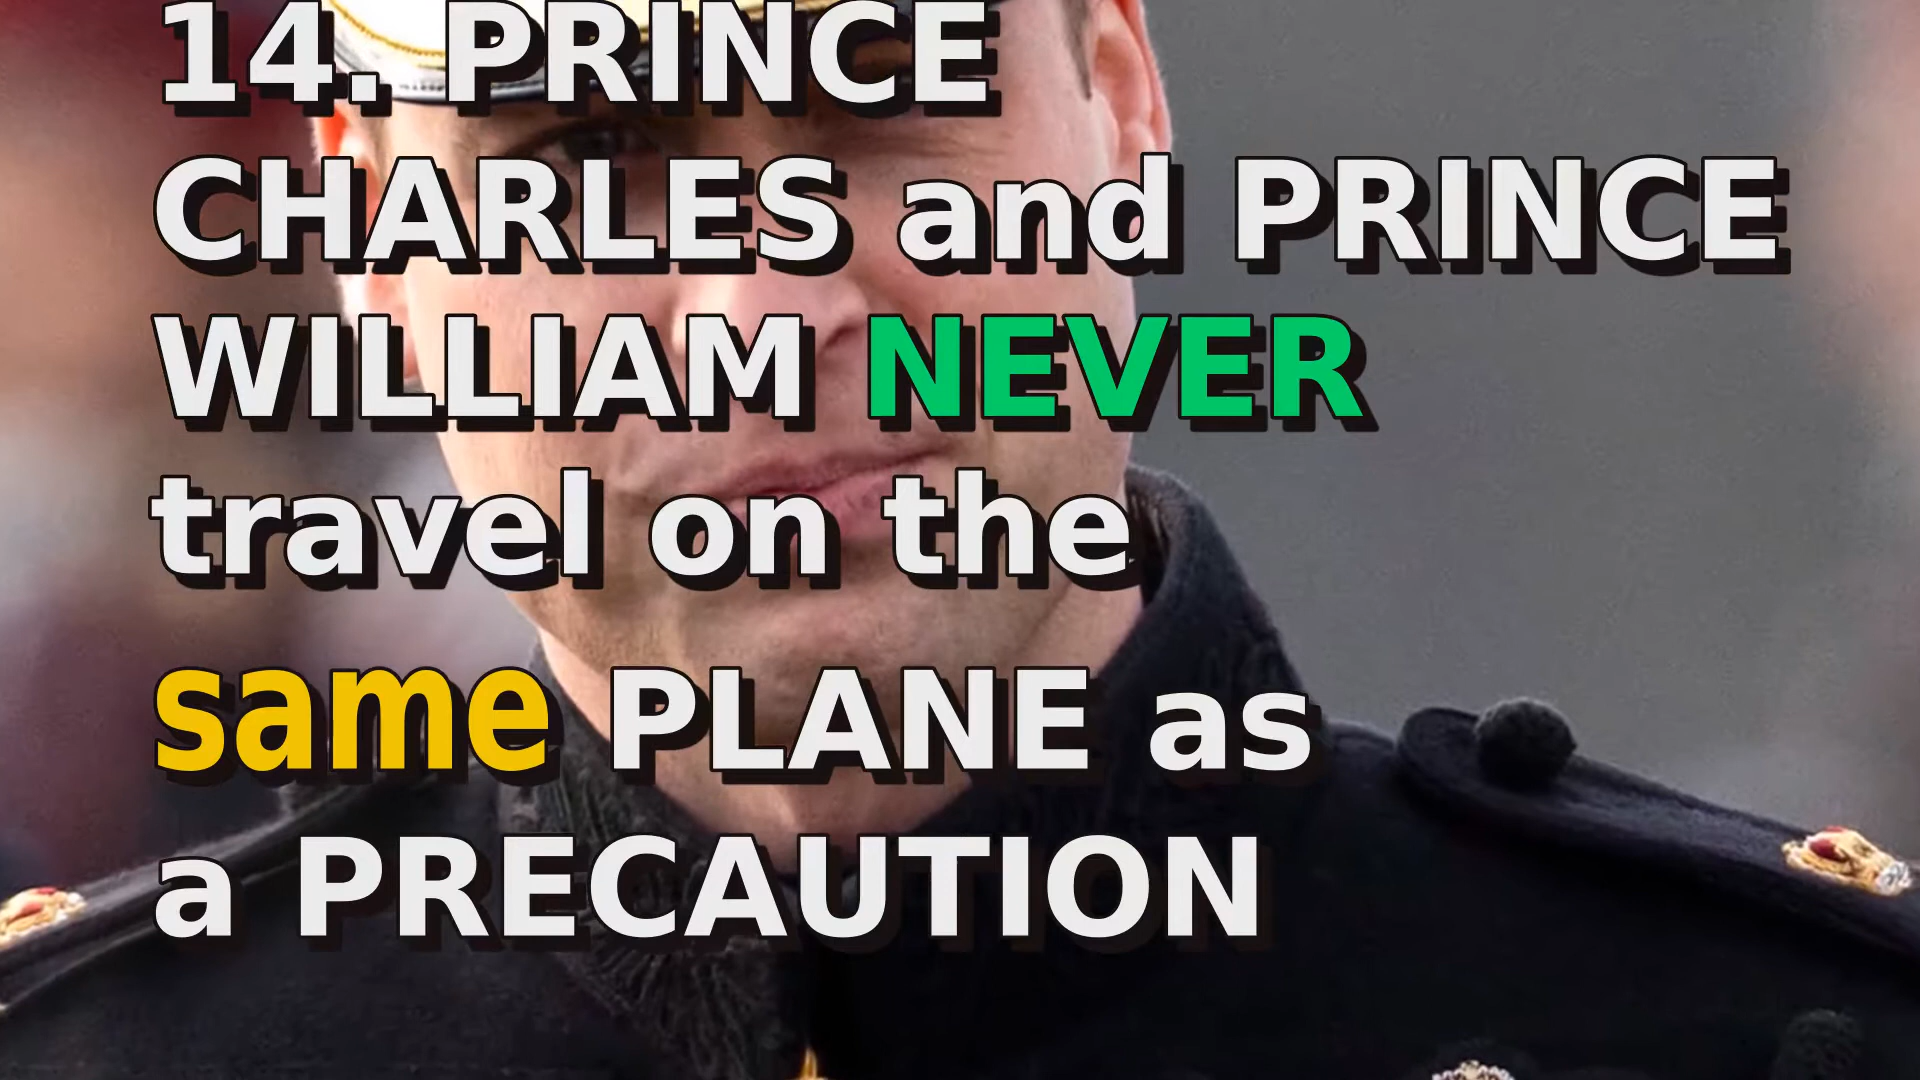 14. PRINCE
CHARLES and PRINCE
WILLIAM NEVER
travel on the
same PLANE as
a PRECAUTION